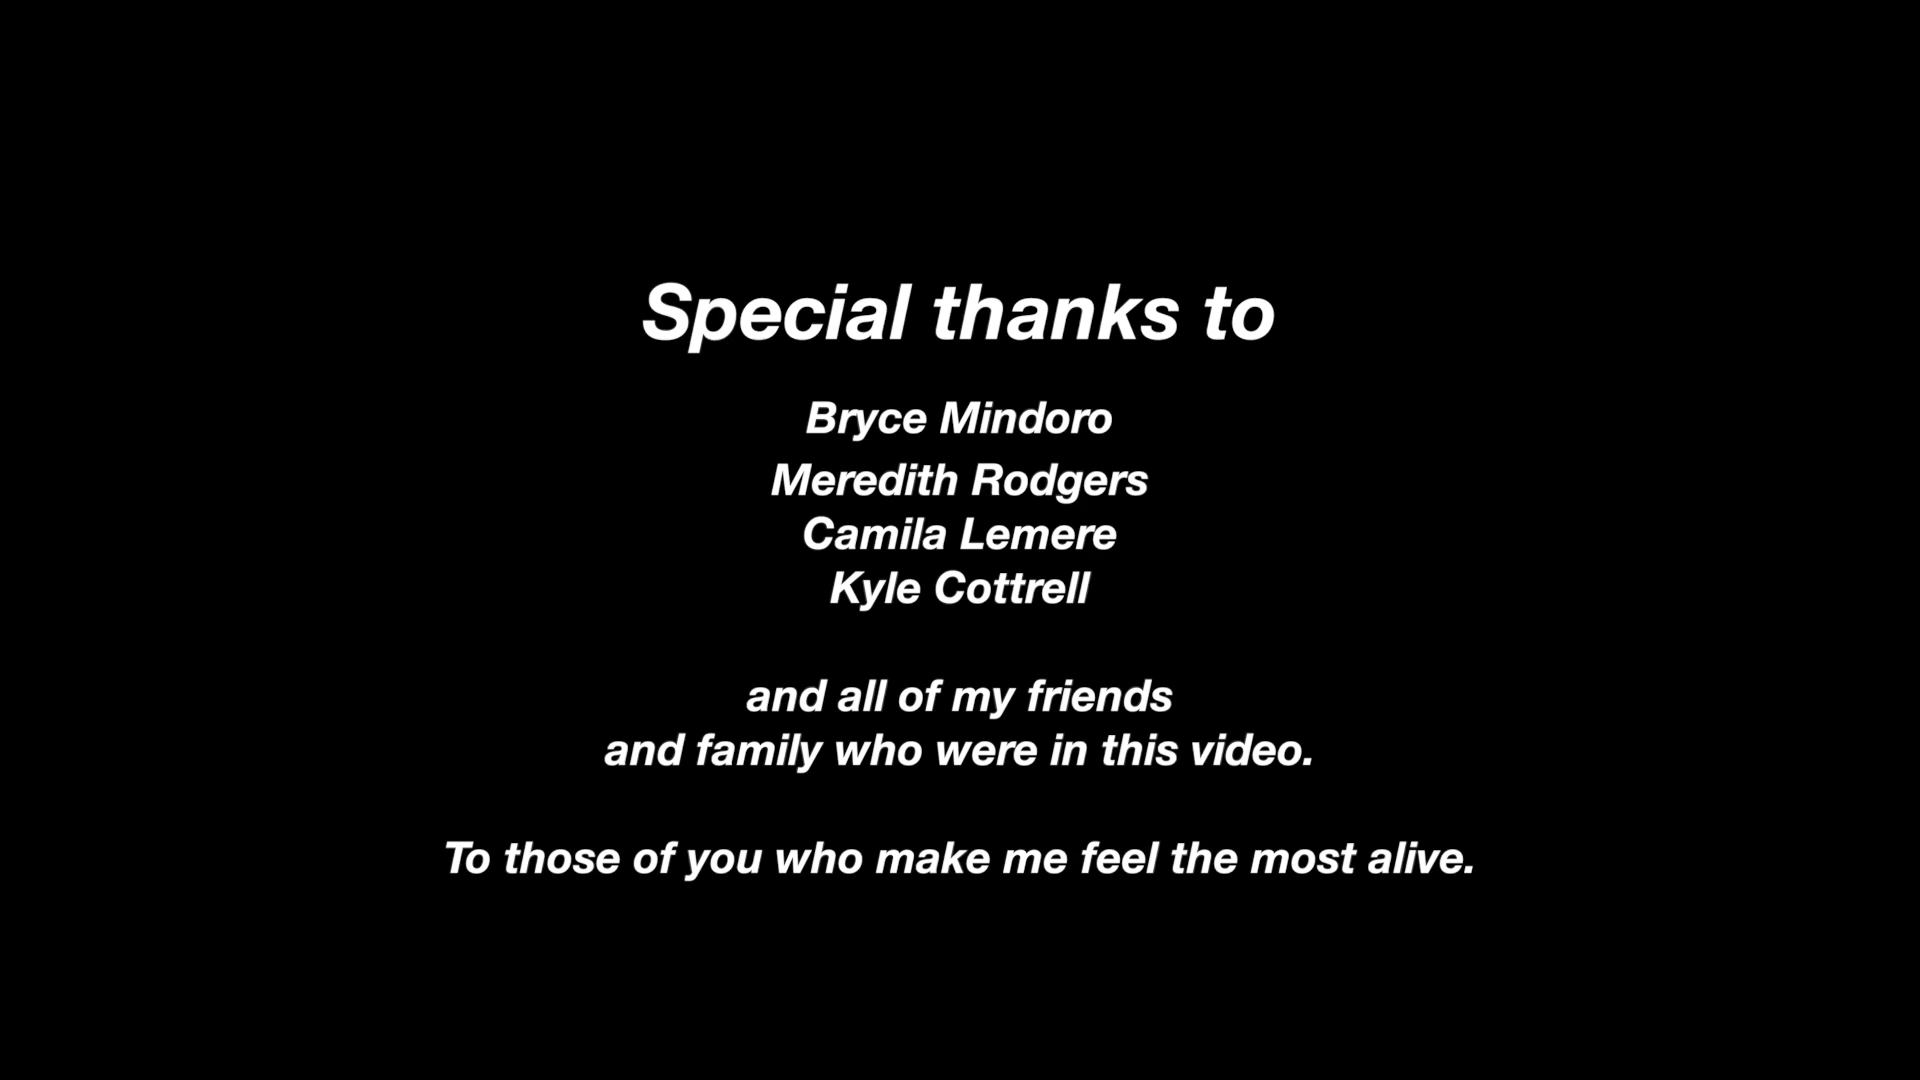 Special thanks to
Bryce Mindoro
Meredith Rodgers
Camila Lemere
Kyle Cottrell
and all of my friends
and family who were in this video.
To those of you who make me feel the most alive.